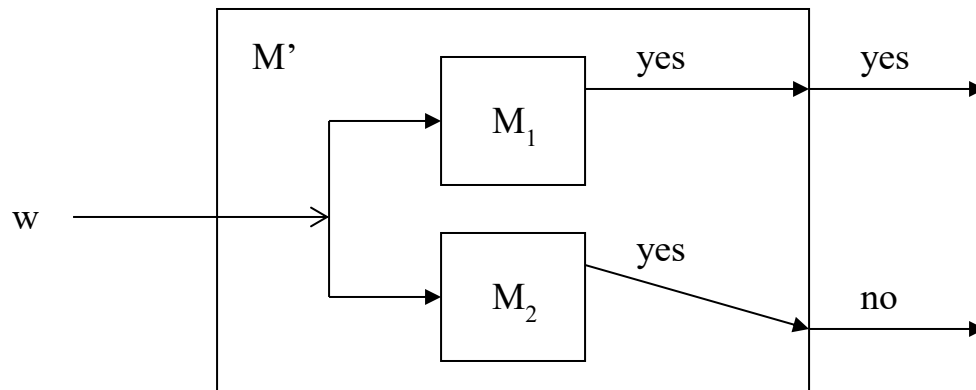 M’
yes
yes
M₁
w
yes
M₂
no